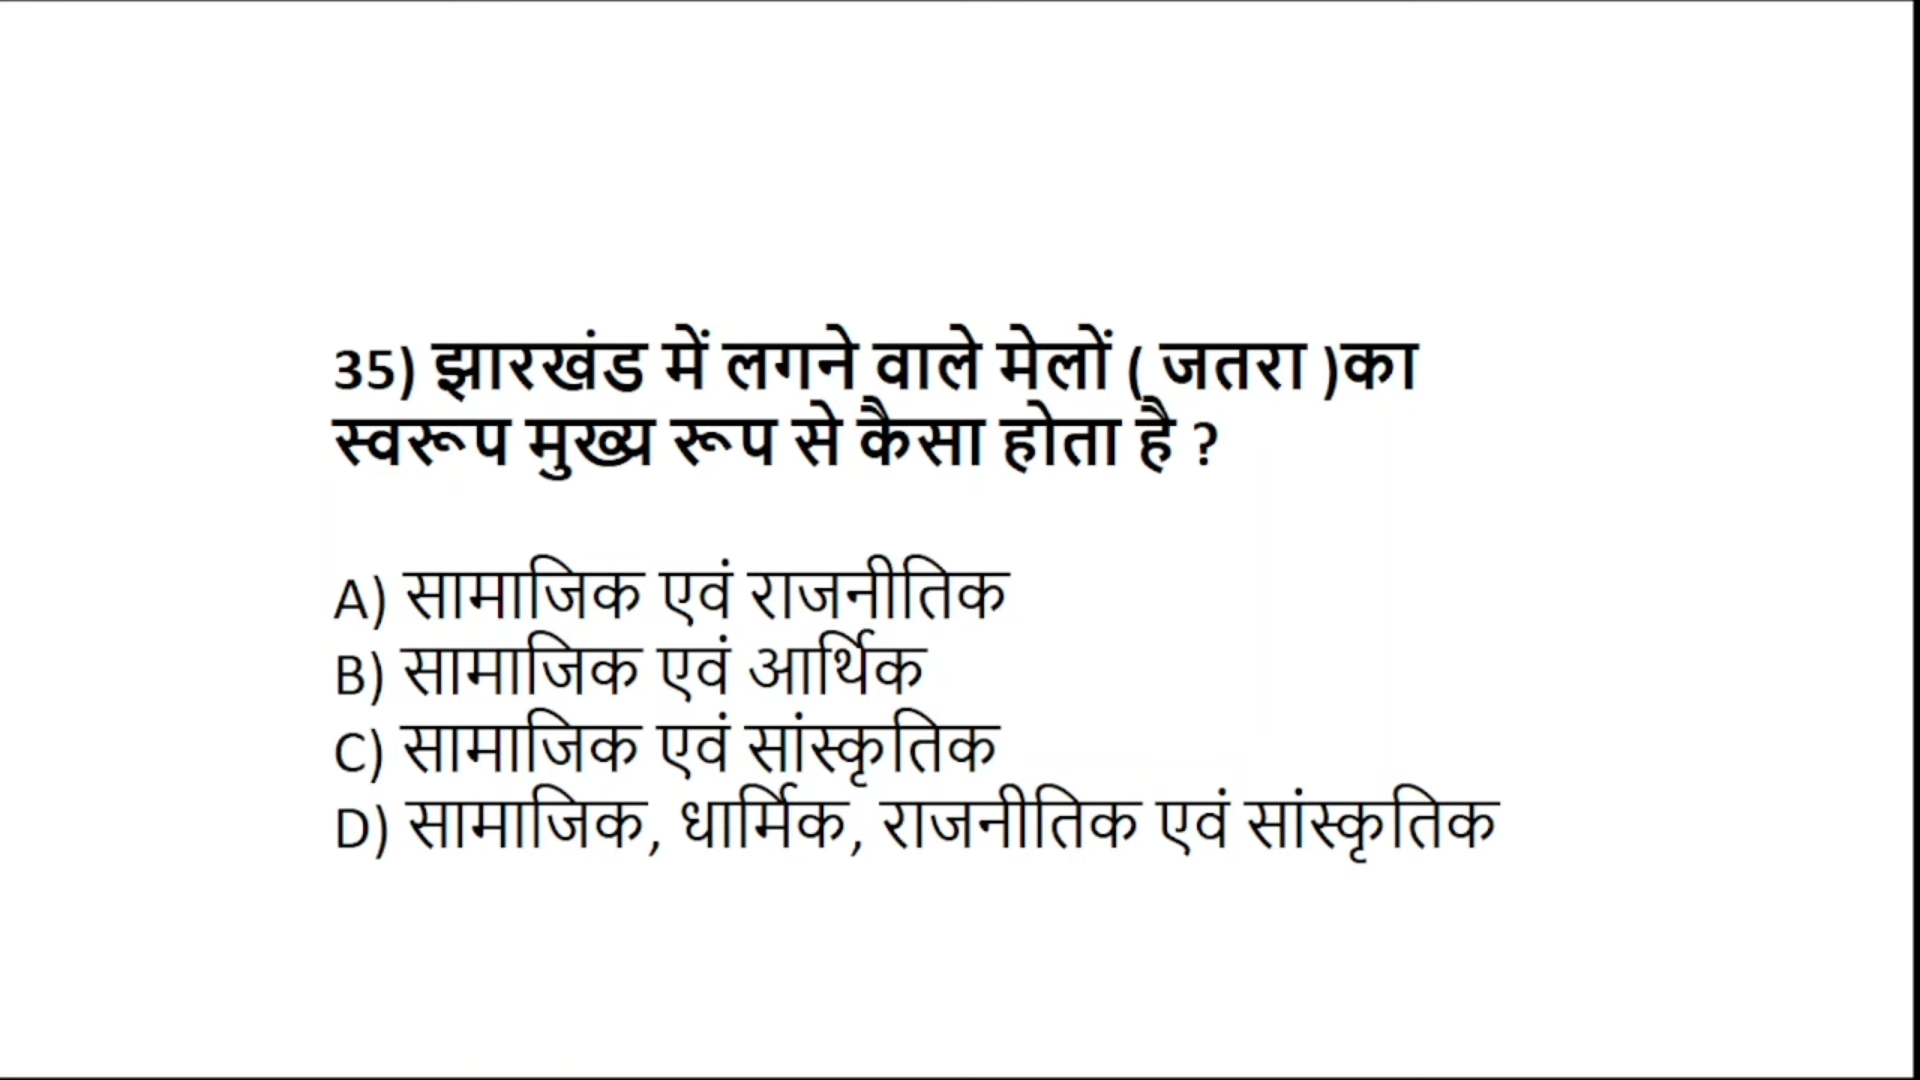 35) झारखंड में लगने वाले मेलों ( जतरा )का
स्वरूप मुख्य रूप से कैसा होता है ?
A) सामाजिक एवं राजनीतिक
B) सामाजिक एवं आर्थिक
C) सामाजिक एवं सांस्कृतिक
D) सामाजिक, धार्मिक, राजनीतिक एवं सांस्कृतिक